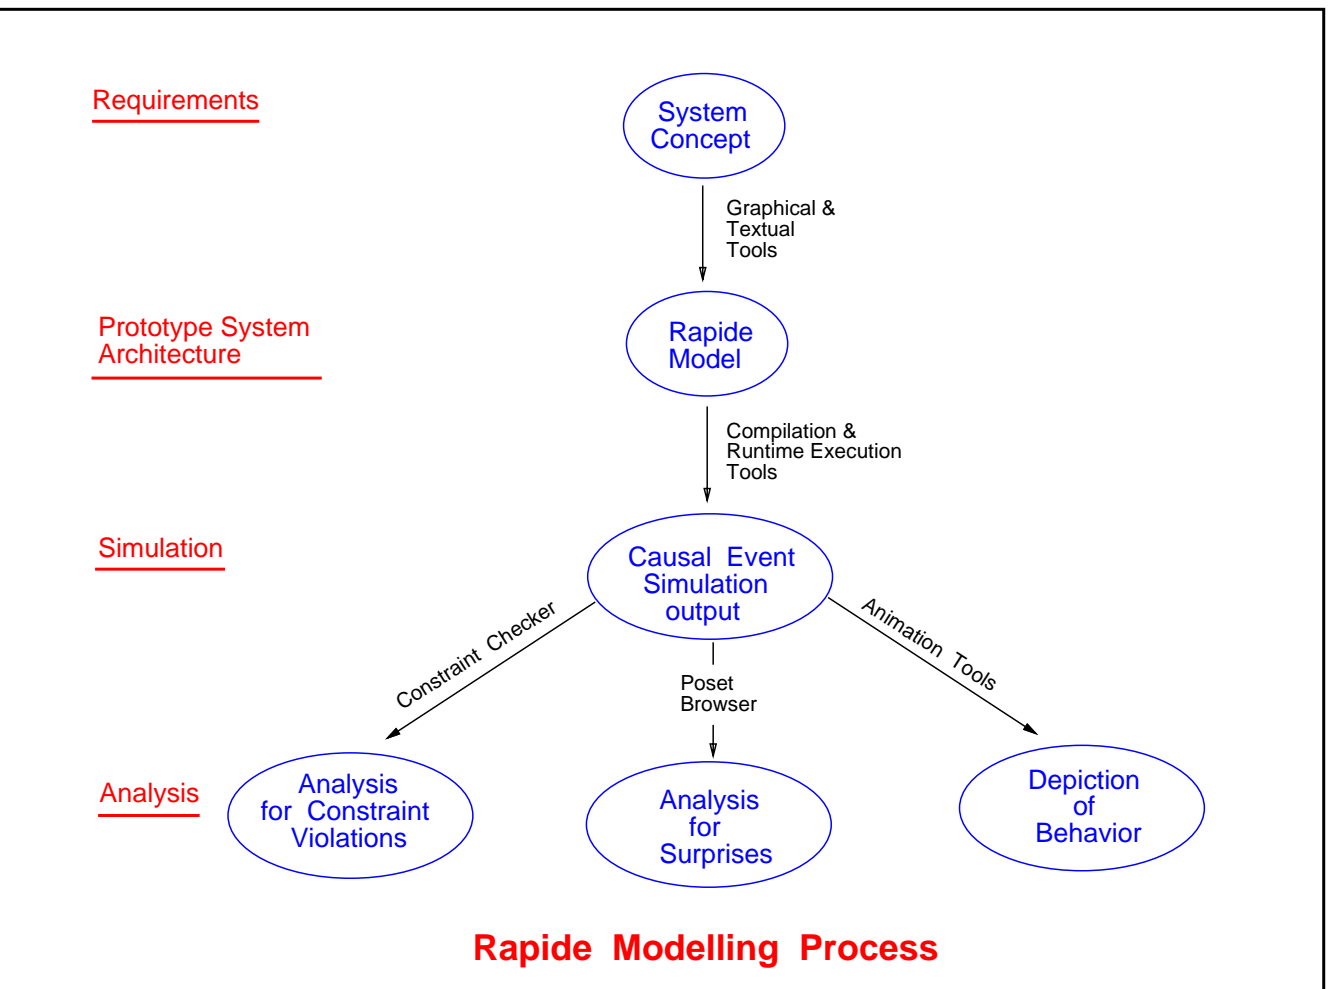 Requirements
System
Concept
Graphical &
Textual
Tools
Prototype System
Architecture
Rapide
Model
Compilation &
Runtime Execution
Tools
Simulation
Causal Event
Simulation
output
Constraint Checker
Poset
Browser
Animation Tools
Analysis
Analysis
for Constraint
Violations
Analysis
for
Surprises
Depiction
of
Behavior
Rapide Modelling Process